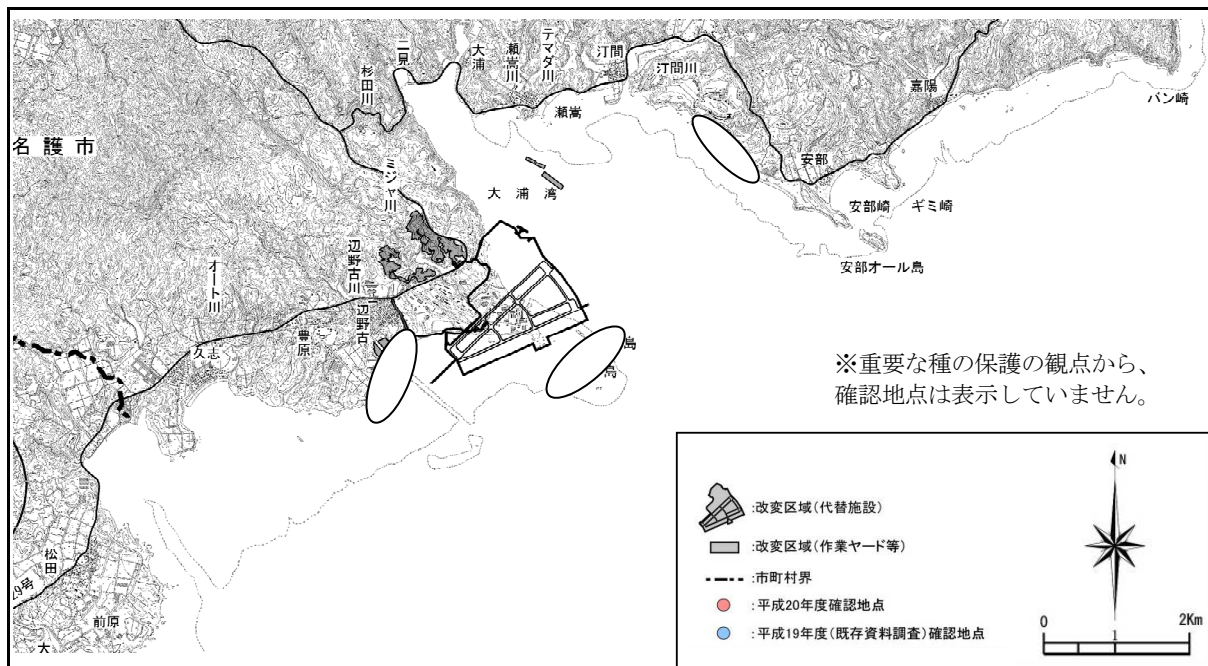 名護市
杉田川
二見
大浦
瀬嵩川
テマダ川
汀間
汀間川
瀬嵩
嘉陽
バン崎
安部
安部崎
ギミ崎
安部オール島
大浦湾
ミジャ川
辺野古川
辺野古
オート川
豊原
久志
島
島
松田
29号
前原
大
※重要な種の保護の観点から、
確認地点は表示していません。
:改変区域(代替施設)
:改変区域(作業ヤード等)
:市町村界
:平成20年度確認地点
:平成19年度(既存資料調査)確認地点
N
0 1 2Km